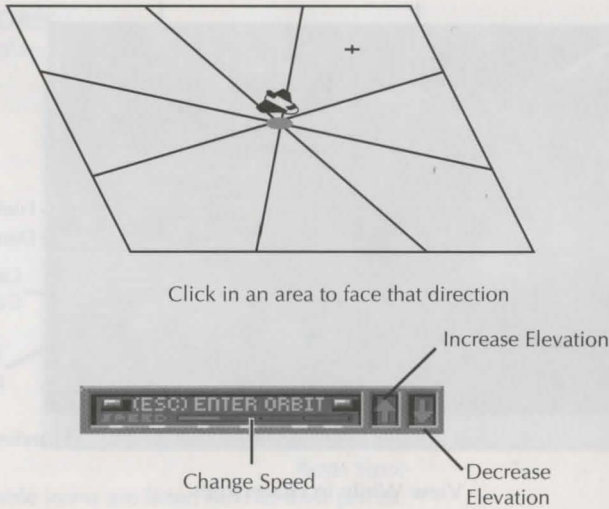 Click in an area to face that direction
Increase Elevation
(ESC) ENTER ORBIT
SPEED
Change Speed
Decrease
Elevation